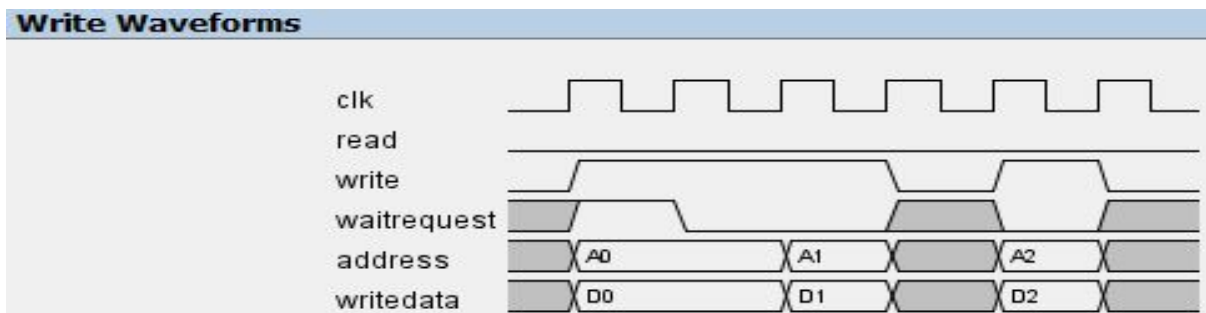 Write Waveforms
clk
read
write
waitrequest
address A0 A1 A2
writedata D0 D1 D2